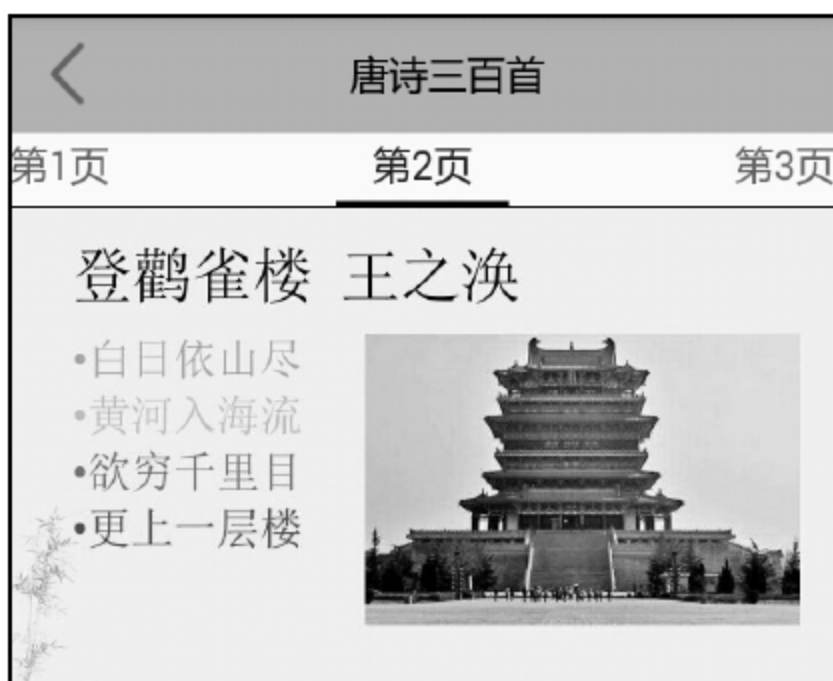 唐诗三百首
第1页 第2页 第3页
登鹳雀楼 王之涣
•白日依山尽
•黄河入海流
•欲穷千里目
•更上一层楼